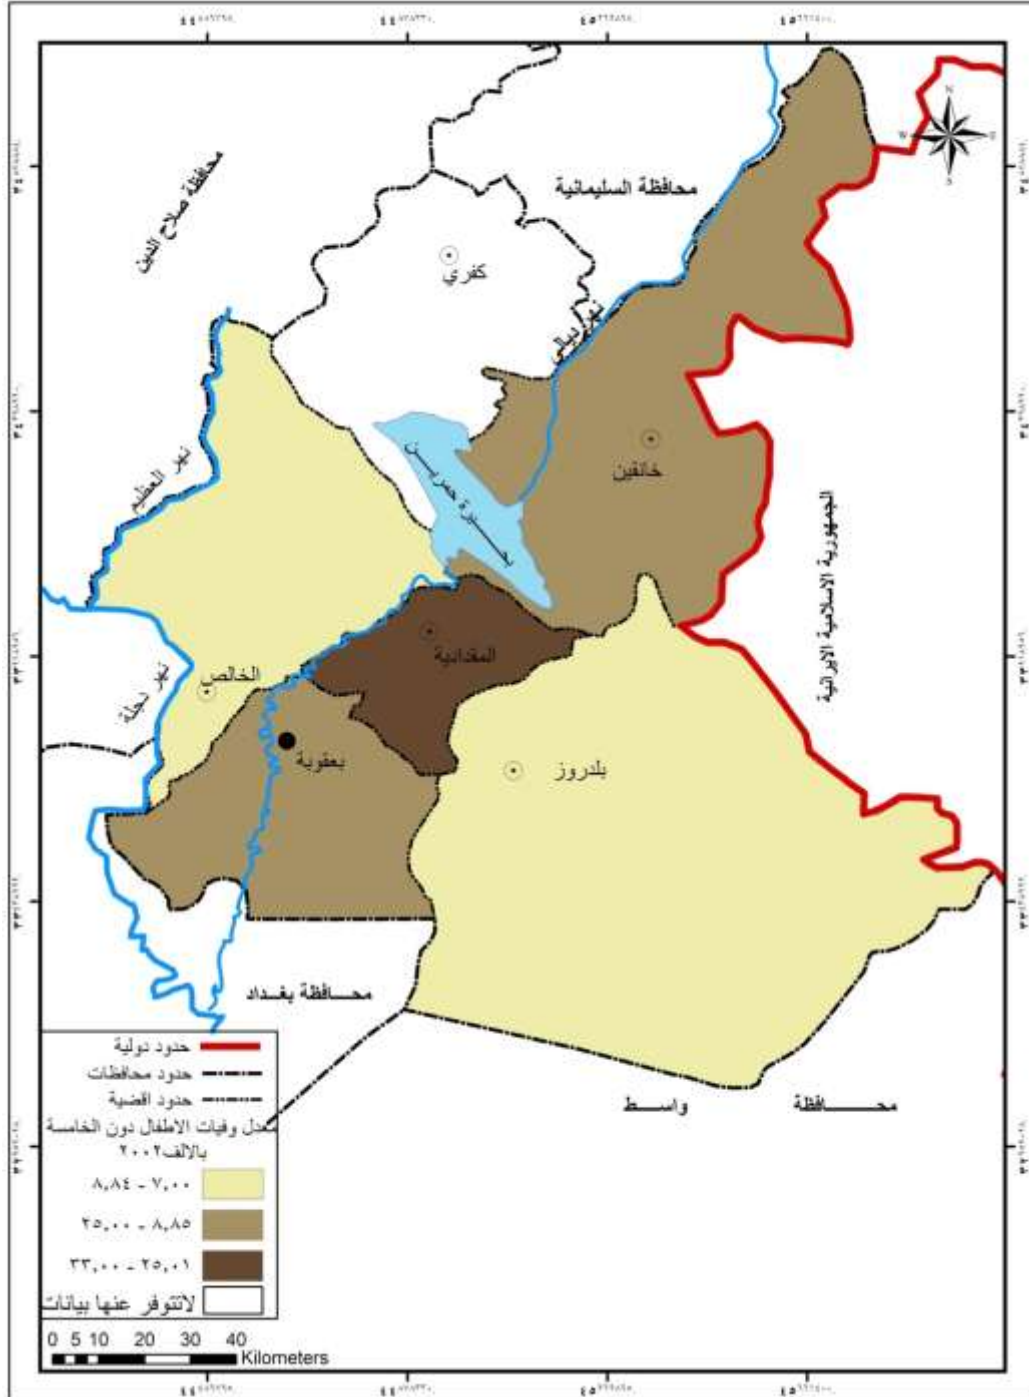 N
W E
S
محافظة صلاح الدين
محافظة السليمانية
كفري
نهر ديالى
خانقين
نهر العظيم
بحيرة حمرين
الجمهورية الاسلامية الايرانية
المقدادية
الخالص
نهر دجلة
بعقوبة
بلدروز
محافظة بغداد
محافظة واسط
حدود دولية
حدود محافظات
حدود اقضية
معدل وفيات الاطفال دون الخامسة
بالالف٢٠٠٢
٧,٠٠ - ٨,٨٤
٨,٨٥ - ٢٥,٠٠
٢٥,٠١ - ٣٣,٠٠
لاتتوفر عنها بيانات
0 5 10 20 30 40
Kilometers